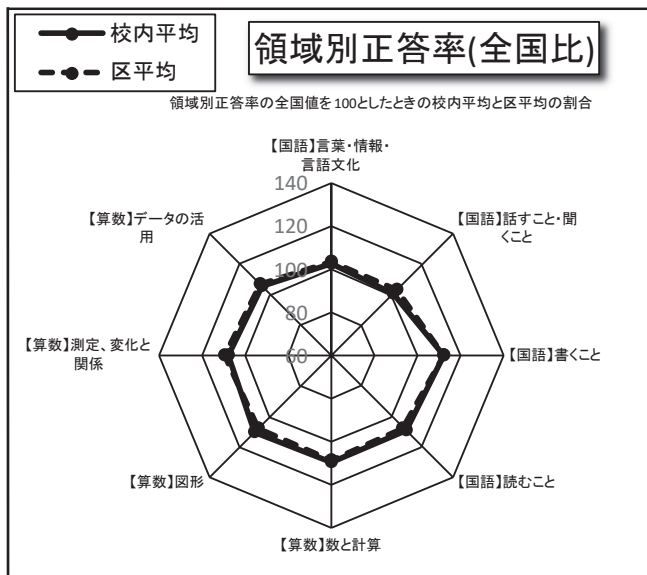 校内平均
区平均
領域別正答率(全国比)
領域別正答率の全国値を100としたときの校内平均と区平均の割合
【国語】言葉・情報・
言語文化
140
120
100
80
60
【国語】話すこと・聞
くこと
【国語】書くこと
【国語】読むこと
【算数】数と計算
【算数】図形
【算数】測定、変化と
関係
【算数】データの活
用